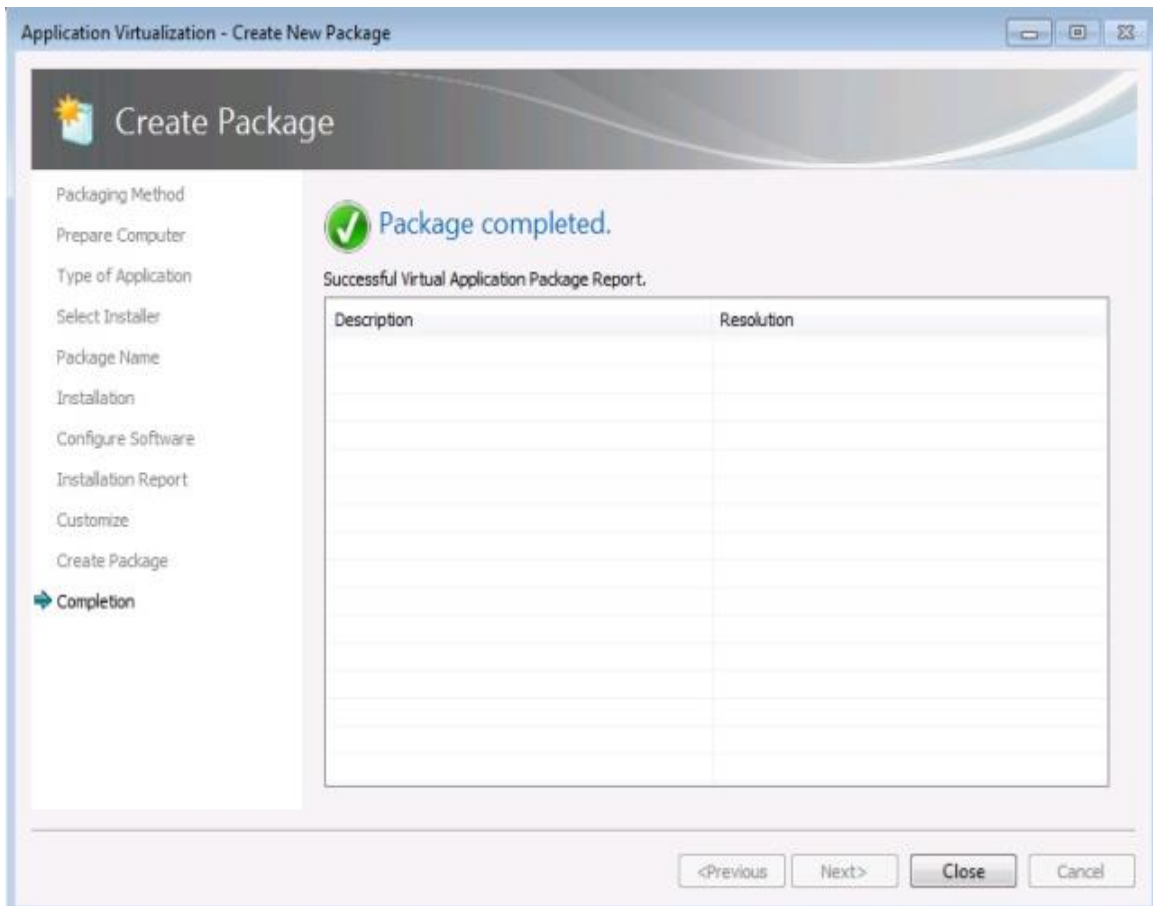 Application Virtualization - Create New Package
Create Package
Packaging Method
Prepare Computer
Type of Application
Select Installer
Package Name
Installation
Configure Software
Installation Report
Customize
Create Package
Completion
Package completed.
Successful Virtual Application Package Report.
Description Resolution
<Previous Next> Close Cancel